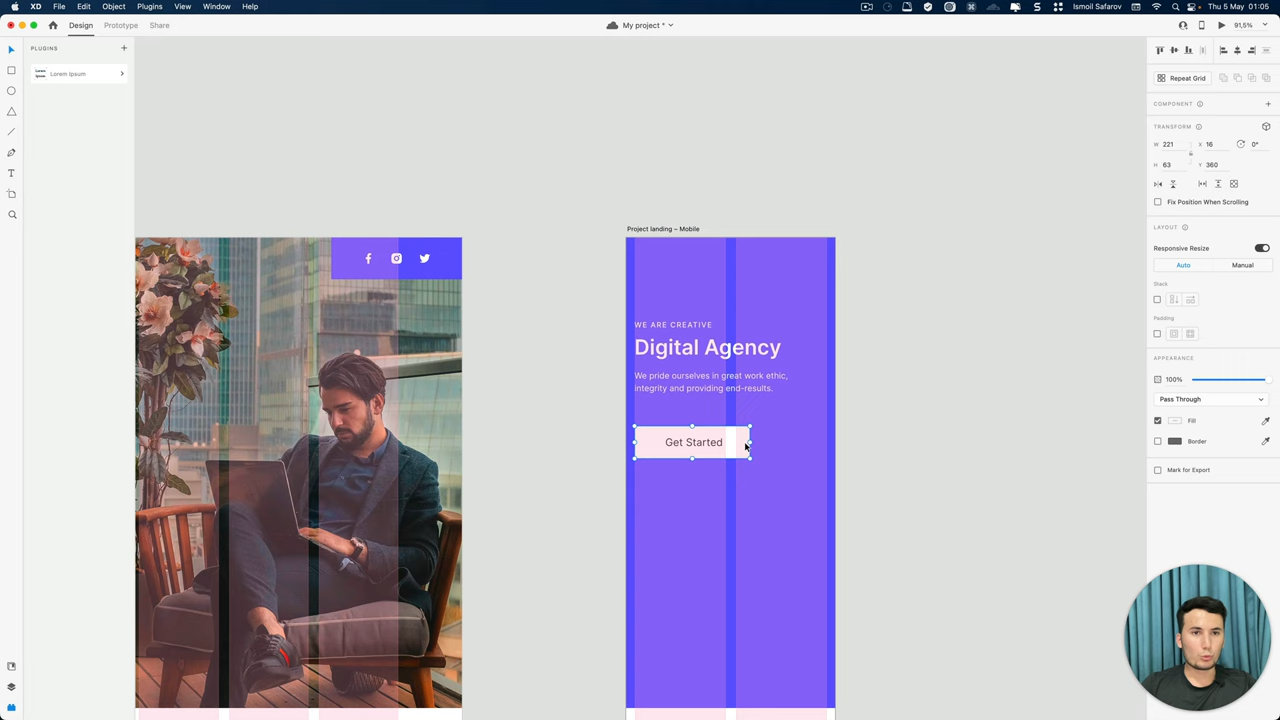 XD File Edit Object Plugins View Window Help
Ismoil Safarov Thu 5 May 01:05
Design Prototype Share
My project *
91,5%
PLUGINS
Lorem Ipsum
Lorem Ipsum
Repeat Grid
COMPONENT
TRANSFORM
W 221 X 16 0°
H 63 Y 360
Fix Position When Scrolling
LAYOUT
Responsive Resize
Auto Manual
Stack
Padding
APPEARANCE
100%
Pass Through
Fill
Border
Mark for Export
Project landing – Mobile
WE ARE CREATIVE
Digital Agency
We pride ourselves in great work ethic,
integrity and providing end-results.
Get Started